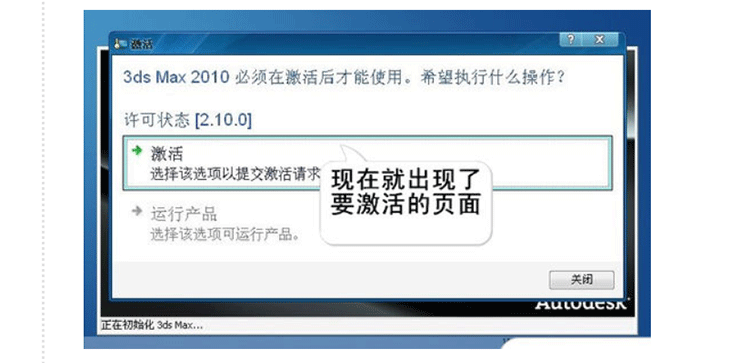 激活
3ds Max 2010 必须在激活后才能使用。希望执行什么操作?
许可状态 [2.10.0]
激活
选择该选项以提交激活请求
现在就出现了
要激活的页面
运行产品
选择该选项可运行产品。
关闭
Autodesk
正在初始化 3ds Max...